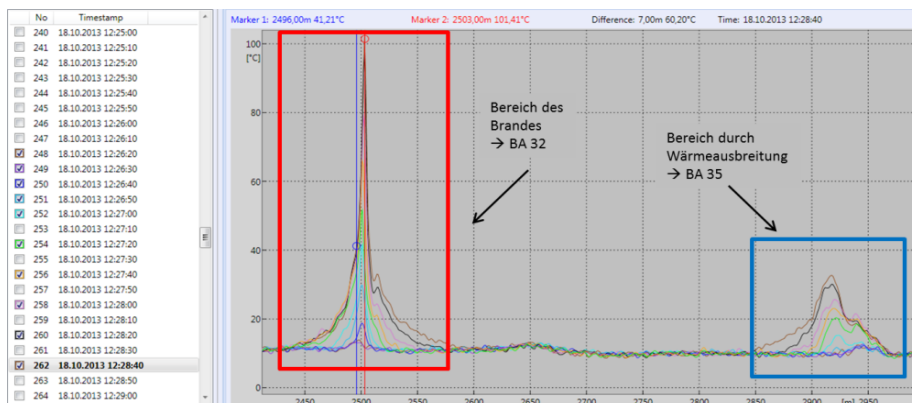 No Timestamp
240 18.10.2013 12:25:00
241 18.10.2013 12:25:10
242 18.10.2013 12:25:20
243 18.10.2013 12:25:30
244 18.10.2013 12:25:40
245 18.10.2013 12:25:50
246 18.10.2013 12:26:00
247 18.10.2013 12:26:10
248 18.10.2013 12:26:20
249 18.10.2013 12:26:30
250 18.10.2013 12:26:40
251 18.10.2013 12:26:50
252 18.10.2013 12:27:00
253 18.10.2013 12:27:10
254 18.10.2013 12:27:20
255 18.10.2013 12:27:30
256 18.10.2013 12:27:40
257 18.10.2013 12:27:50
258 18.10.2013 12:28:00
259 18.10.2013 12:28:10
260 18.10.2013 12:28:20
261 18.10.2013 12:28:30
262 18.10.2013 12:28:40
263 18.10.2013 12:28:50
264 18.10.2013 12:29:00
Marker 1: 2496,00m 41,21°C Marker 2: 2503,00m 101,41°C Difference: 7,00m 60,20°C Time: 18.10.2013 12:28:40
100
[°C]
80
60
40
20
0
Bereich des
Brandes
→ BA 32
Bereich durch
Wärmeausbreitung
→ BA 35
2450 2500 2550 2600 2650 2700 2750 2800 2850 2900 [m] 2950